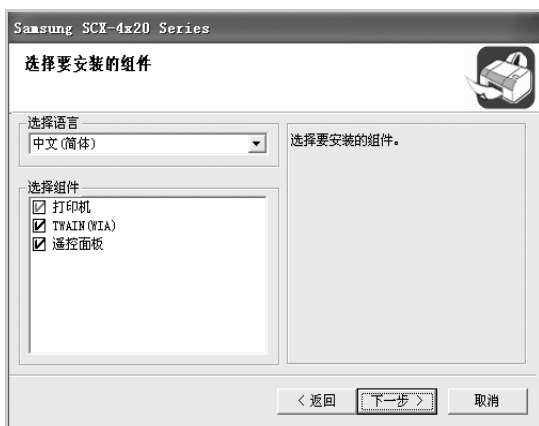 Samsung SCX-4x20 Series
选择要安装的组件
选择语言
中文(简体)
选择要安装的组件。
选择组件
打印机
TWAIN(WIA)
遥控面板
< 返回
下一步 >
取消